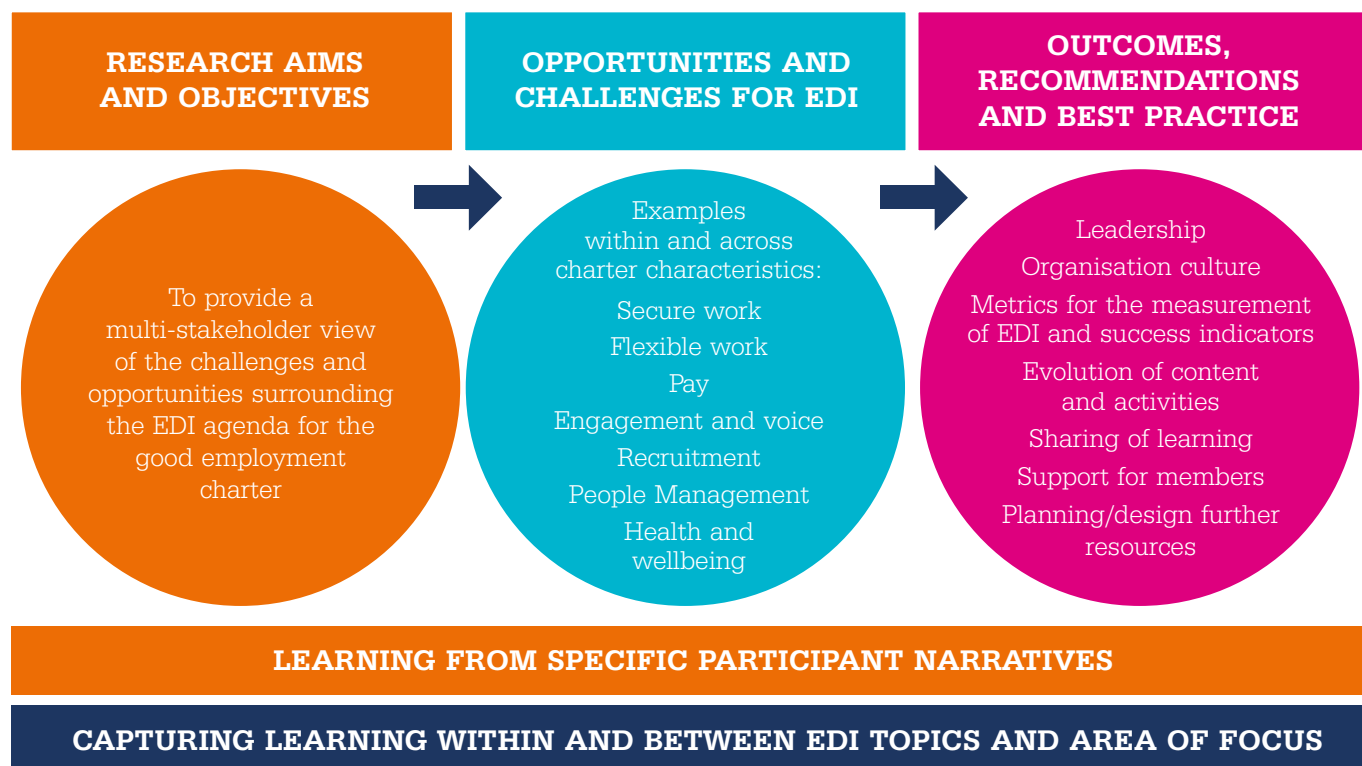 RESEARCH AIMS
AND OBJECTIVES
To provide a
multi-stakeholder view
of the challenges and
opportunities surrounding
the EDI agenda for the
good employment
charter
OPPORTUNITIES AND
CHALLENGES FOR EDI
Examples
within and across
charter characteristics:
Secure work
Flexible work
Pay
Engagement and voice
Recruitment
People Management
Health and
wellbeing
OUTCOMES,
RECOMMENDATIONS
AND BEST PRACTICE
Leadership
Organisation culture
Metrics for the measurement
of EDI and success indicators
Evolution of content
and activities
Sharing of learning
Support for members
Planning/design further
resources
LEARNING FROM SPECIFIC PARTICIPANT NARRATIVES
CAPTURING LEARNING WITHIN AND BETWEEN EDI TOPICS AND AREA OF FOCUS